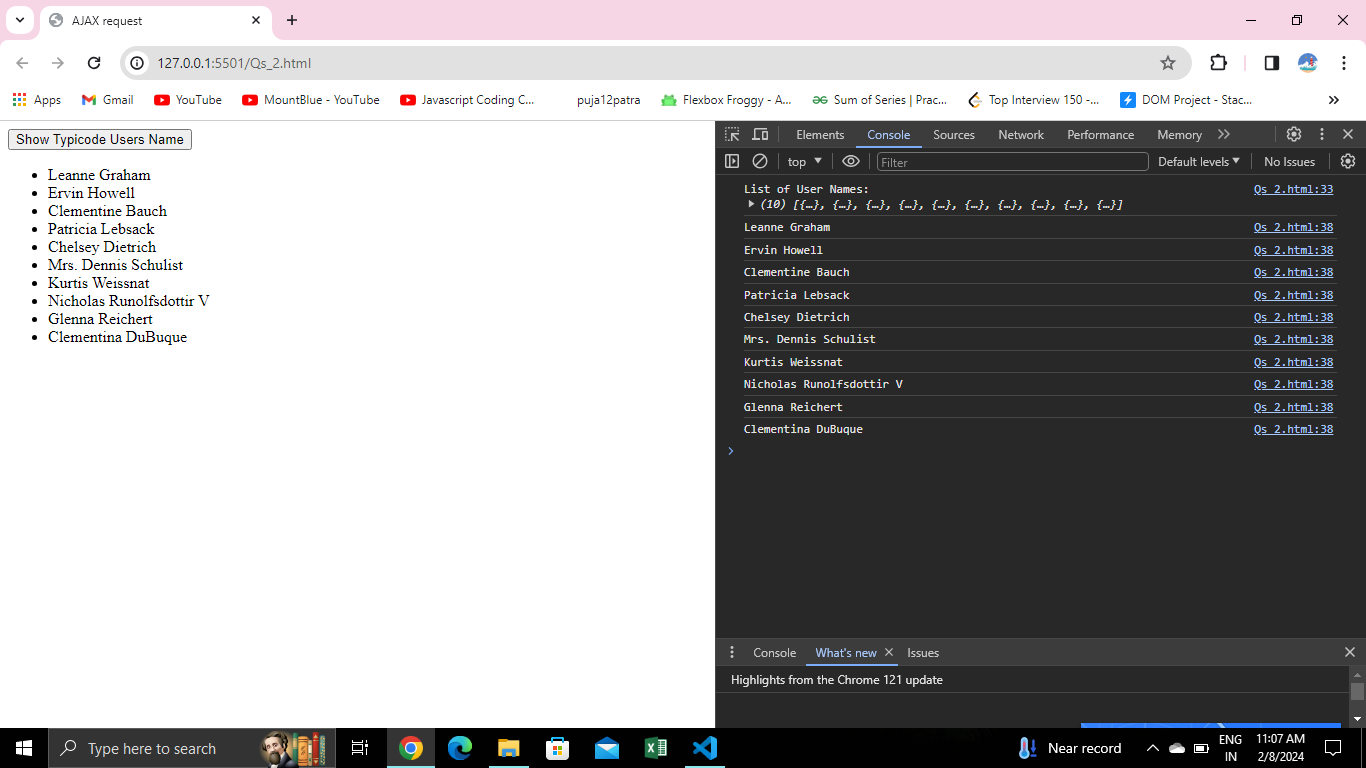 AJAX request
127.0.0.1:5501/Qs_2.html
Apps Gmail YouTube MountBlue - YouTube Javascript Coding C... puja12patra Flexbox Froggy - A... Sum of Series | Prac... Top Interview 150 -... DOM Project - Stac...
Show Typicode Users Name
Leanne Graham
Ervin Howell
Clementine Bauch
Patricia Lebsack
Chelsey Dietrich
Mrs. Dennis Schulist
Kurtis Weissnat
Nicholas Runolfsdottir V
Glenna Reichert
Clementina DuBuque
Elements Console Sources Network Performance Memory
top Filter Default levels No Issues
List of User Names: Qs_2.html:33
(10) [{…}, {…}, {…}, {…}, {…}, {…}, {…}, {…}, {…}, {…}]
Leanne Graham Qs_2.html:38
Ervin Howell Qs_2.html:38
Clementine Bauch Qs_2.html:38
Patricia Lebsack Qs_2.html:38
Chelsey Dietrich Qs_2.html:38
Mrs. Dennis Schulist Qs_2.html:38
Kurtis Weissnat Qs_2.html:38
Nicholas Runolfsdottir V Qs_2.html:38
Glenna Reichert Qs_2.html:38
Clementina DuBuque Qs_2.html:38
Console What's new Issues
Highlights from the Chrome 121 update
Type here to search
Near record
ENG
IN
11:07 AM
2/8/2024